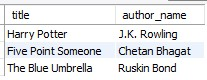 title author_name
Harry Potter J.K. Rowling
Five Point Someone Chetan Bhagat
The Blue Umbrella Ruskin Bond